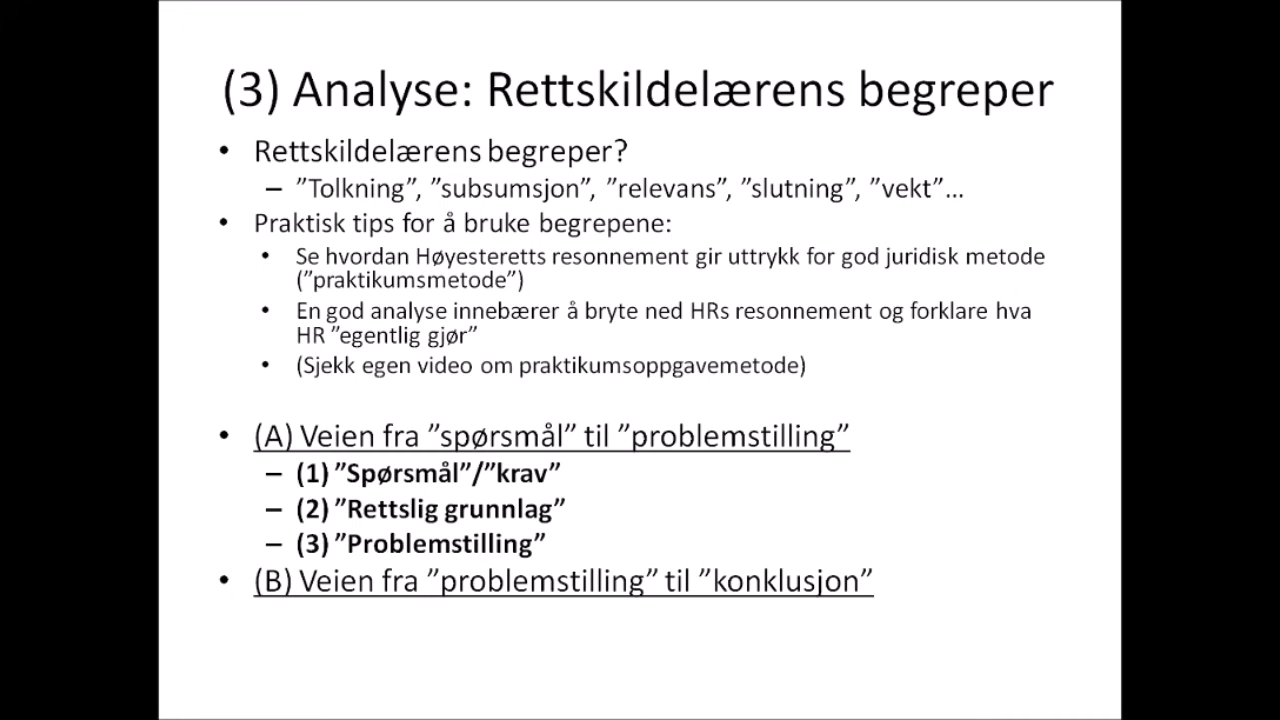 (3) Analyse: Rettskildelærens begreper
• Rettskildelærens begreper?
– ”Tolkning”, ”subsumsjon”, ”relevans”, ”slutning”, ”vekt”…
• Praktisk tips for å bruke begrepene:
• Se hvordan Høyesteretts resonnement gir uttrykk for god juridisk metode
(”praktikumsmetode”)
• En god analyse innebærer å bryte ned HRs resonnement og forklare hva
HR ”egentlig gjør”
• (Sjekk egen video om praktikumsoppgavemetode)
• (A) Veien fra ”spørsmål” til ”problemstilling”
– (1) ”Spørsmål”/”krav”
– (2) ”Rettslig grunnlag”
– (3) ”Problemstilling”
• (B) Veien fra ”problemstilling” til ”konklusjon”